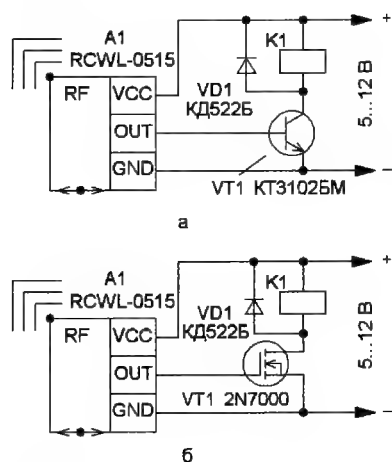 A1
RCWL-0515
RF
VCC
OUT
GND
VD1
КД522Б
K1
VT1 КТ3102БМ
+
5...12 В
−
а
A1
RCWL-0515
RF
VCC
OUT
GND
VD1
КД522Б
K1
VT1 2N7000
+
5...12 В
−
б